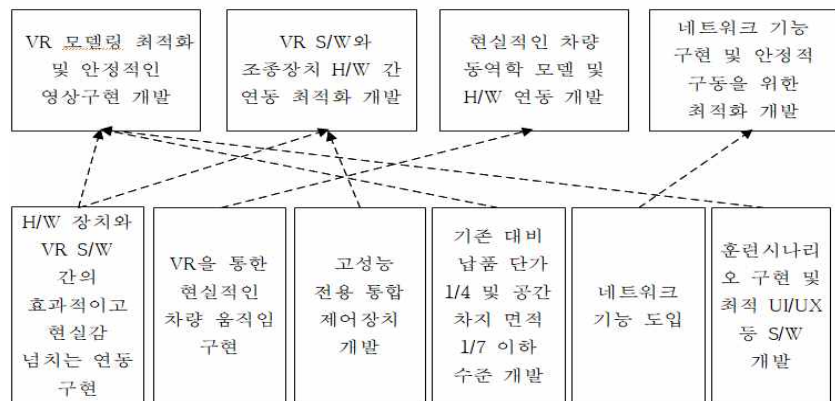 VR 모델링 최적화
및 안정적인
영상구현 개발
VR S/W와
조종장치 H/W 간
연동 최적화 개발
현실적인 차량
동역학 모델 및
H/W 연동 개발
네트워크 기능
구현 및 안정적
구동을 위한
최적화 개발
H/W 장치와
VR S/W
간의
효과적이고
현실감
넘치는 연동
구현
VR을 통한
현실적인
차량 움직임
구현
고성능
전용 통합
제어장치
개발
기존 대비
납품 단가
1/4 및 공간
차지 면적
1/7 이하
수준 개발
네트워크
기능 도입
훈련시나리
오 구현 및
최적 UI/UX
등 S/W
개발